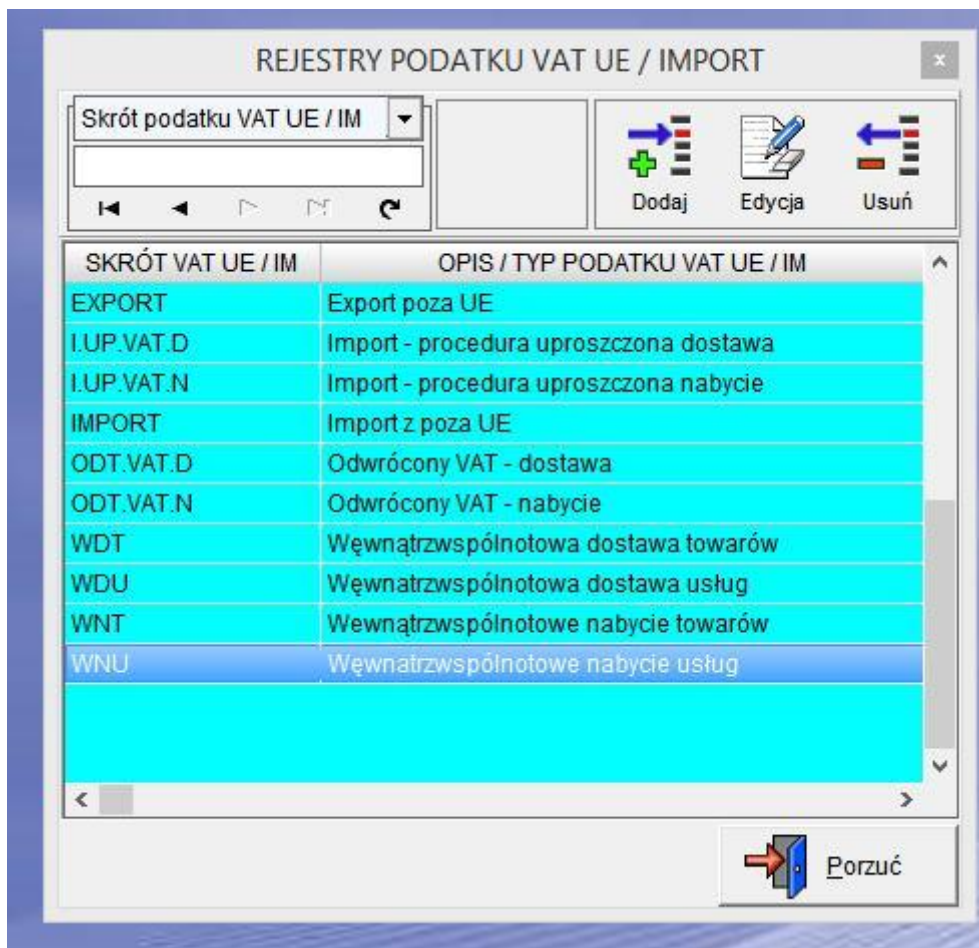 REJESTRY PODATKU VAT UE / IMPORT
x
Skrót podatku VAT UE / IM
Dodaj Edycja Usuń
SKRÓT VAT UE / IM OPIS / TYP PODATKU VAT UE / IM
EXPORT Export poza UE
I.UP.VAT.D Import - procedura uproszczona dostawa
I.UP.VAT.N Import - procedura uproszczona nabycie
IMPORT Import z poza UE
ODT.VAT.D Odwrócony VAT - dostawa
ODT.VAT.N Odwrócony VAT - nabycie
WDT Węwnątrzwspólnotowa dostawa towarów
WDU Węwnatrzwspólnotowa dostawa usług
WNT Wewnątrzwspólnotowe nabycie towarów
WNU Węwnatrzwspólnotowe nabycie usług
Porzuć